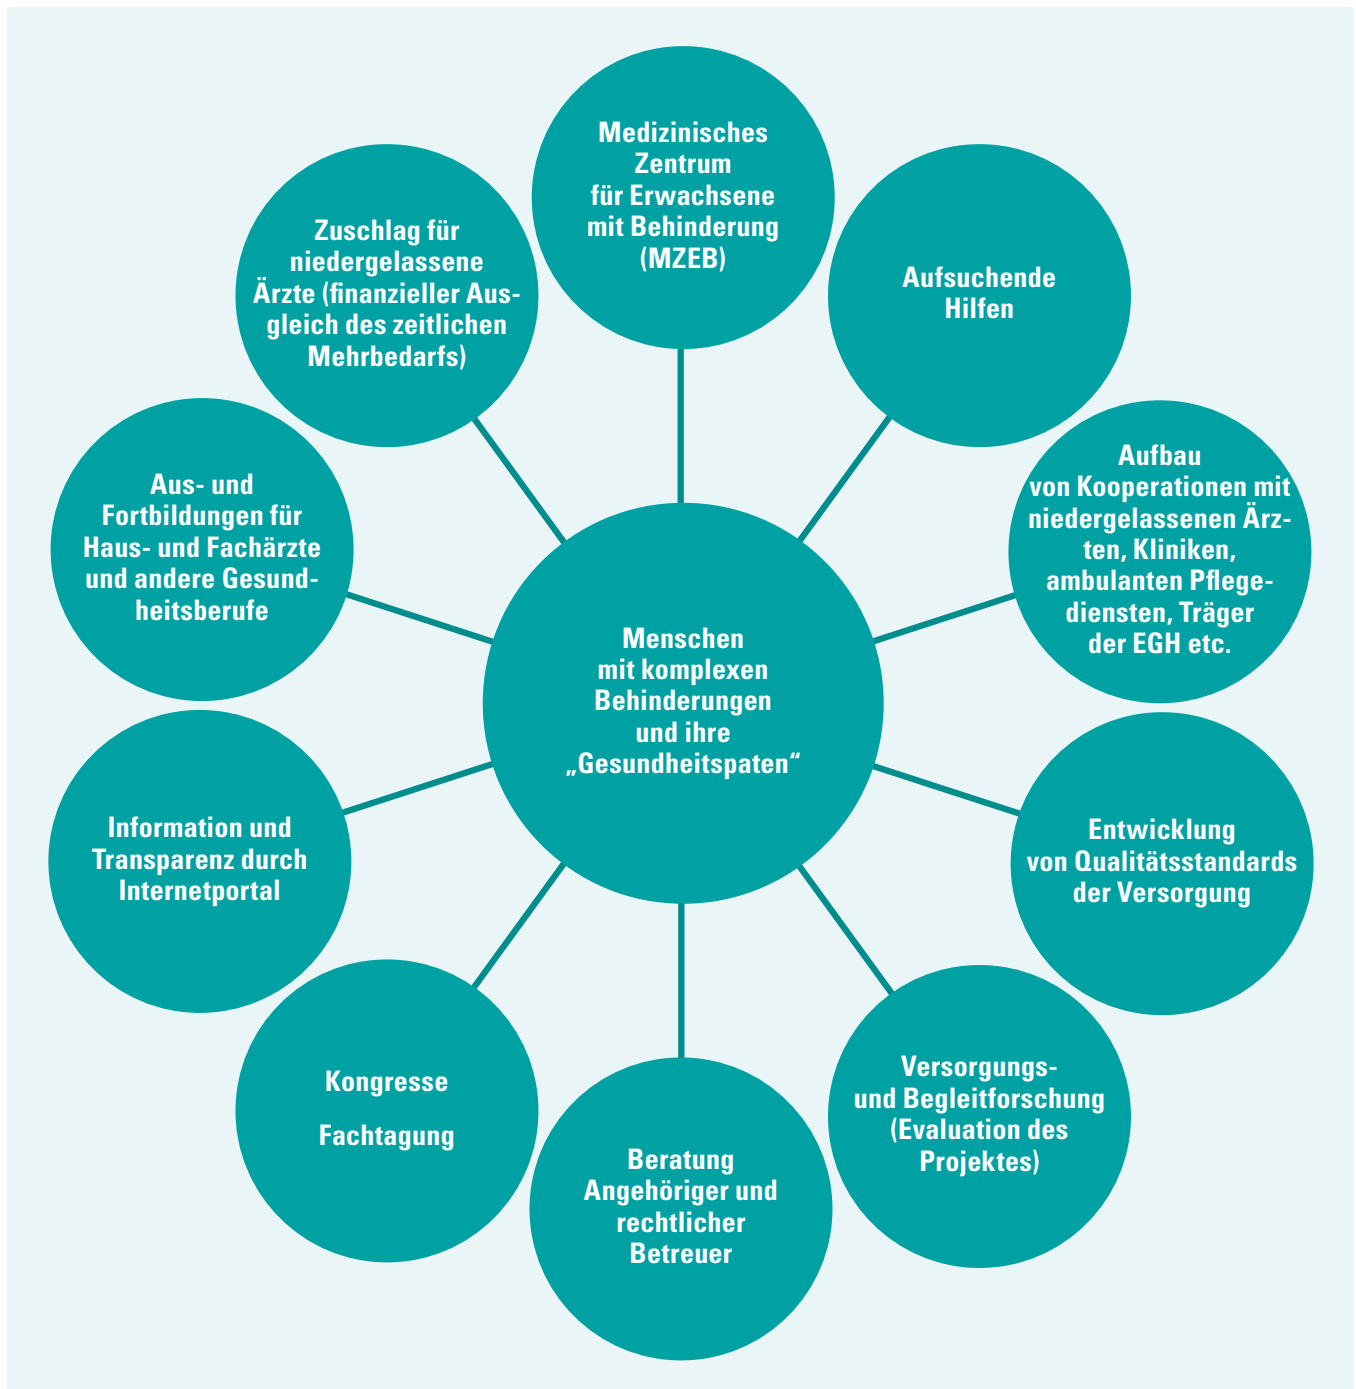 Medizinisches
Zentrum
für Erwachsene
mit Behinderung
(MZEB)
Aufsuchende
Hilfen
Aufbau
von Kooperationen mit
niedergelassenen Ärz-
ten, Kliniken,
ambulanten Pflege-
diensten, Träger
der EGH etc.
Entwicklung
von Qualitätsstandards
der Versorgung
Versorgungs-
und Begleitforschung
(Evaluation des
Projektes)
Beratung
Angehöriger und
rechtlicher
Betreuer
Kongresse
Fachtagung
Information und
Transparenz durch
Internetportal
Aus- und
Fortbildungen für
Haus- und Fachärzte
und andere Gesund-
heitsberufe
Zuschlag für
niedergelassene
Ärzte (finanzieller Aus-
gleich des zeitlichen
Mehrbedarfs)
Menschen
mit komplexen
Behinderungen
und ihre
„Gesundheitspaten“